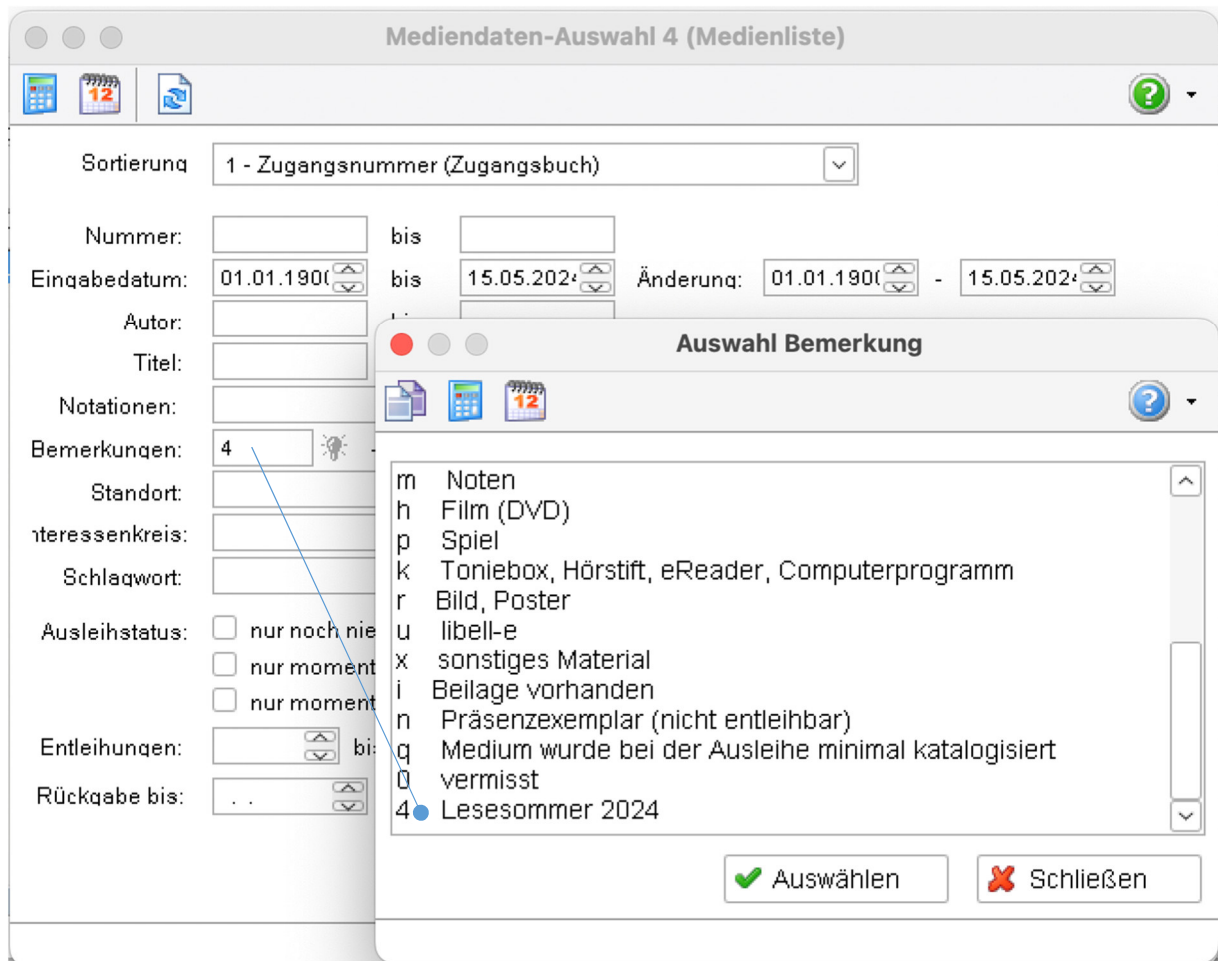 Mediendaten-Auswahl 4 (Medienliste)
12
?
Sortierung 1 - Zugangsnummer (Zugangsbuch)
Nummer: bis
Eingabedatum: 01.01.190 bis 15.05.202 Änderung: 01.01.190 - 15.05.202
Autor:
Titel:
Notationen:
Bemerkungen: 4 -
Standort:
nteressenkreis:
Schlagwort:
Ausleihstatus: nur noch nie
nur moment
nur moment
Entleihungen: bis
Rückgabe bis: . .
Auswahl Bemerkung
12
?
m Noten
h Film (DVD)
p Spiel
k Toniebox, Hörstift, eReader, Computerprogramm
r Bild, Poster
u libell-e
x sonstiges Material
i Beilage vorhanden
n Präsenzexemplar (nicht entleihbar)
q Medium wurde bei der Ausleihe minimal katalogisiert
0 vermisst
4 Lesesommer 2024
Auswählen Schließen